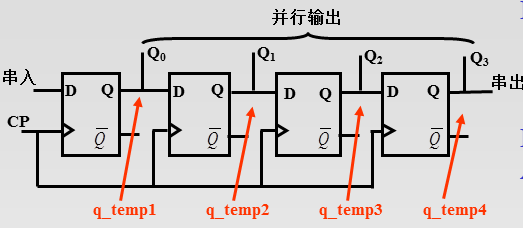 并行输出
串入 Q0 Q1 Q2 Q3 串出
D Q D Q D Q D Q
CP
Q̅ Q̅ Q̅ Q̅
q_temp1 q_temp2 q_temp3 q_temp4